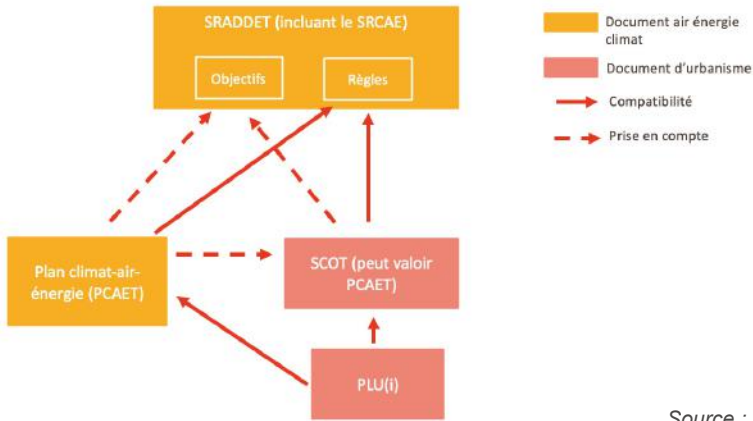 SRADDET (incluant le SRCAE)
Objectifs
Règles
Document air énergie
climat
Document d'urbanisme
Compatibilité
Prise en compte
Plan climat-air-
énergie (PCAET)
SCOT (peut valoir
PCAET)
PLU(i)
Source :